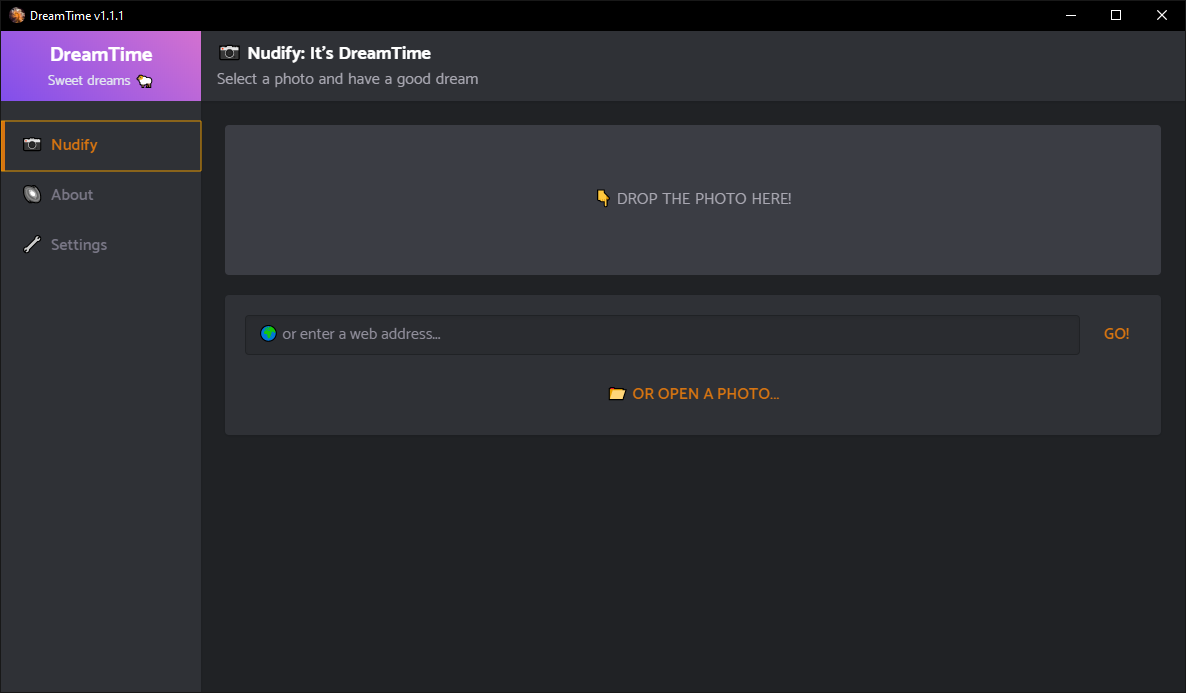 DreamTime v1.1.1
DreamTime
Sweet dreams
Nudify: It's DreamTime
Select a photo and have a good dream
Nudify
About
Settings
DROP THE PHOTO HERE!
or enter a web address...
GO!
OR OPEN A PHOTO...